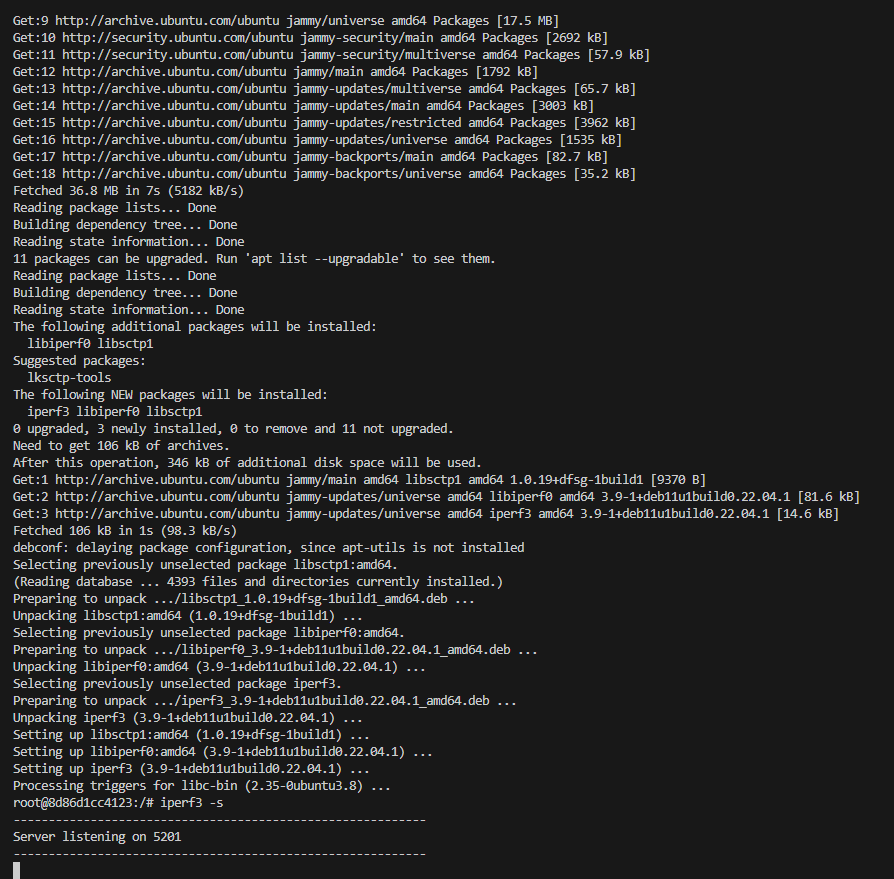 Get:9 http://archive.ubuntu.com/ubuntu jammy/universe amd64 Packages [17.5 MB]
Get:10 http://security.ubuntu.com/ubuntu jammy-security/main amd64 Packages [2692 kB]
Get:11 http://security.ubuntu.com/ubuntu jammy-security/multiverse amd64 Packages [57.9 kB]
Get:12 http://archive.ubuntu.com/ubuntu jammy/main amd64 Packages [1792 kB]
Get:13 http://archive.ubuntu.com/ubuntu jammy-updates/multiverse amd64 Packages [65.7 kB]
Get:14 http://archive.ubuntu.com/ubuntu jammy-updates/main amd64 Packages [3003 kB]
Get:15 http://archive.ubuntu.com/ubuntu jammy-updates/restricted amd64 Packages [3962 kB]
Get:16 http://archive.ubuntu.com/ubuntu jammy-updates/universe amd64 Packages [1535 kB]
Get:17 http://archive.ubuntu.com/ubuntu jammy-backports/main amd64 Packages [82.7 kB]
Get:18 http://archive.ubuntu.com/ubuntu jammy-backports/universe amd64 Packages [35.2 kB]
Fetched 36.8 MB in 7s (5182 kB/s)
Reading package lists... Done
Building dependency tree... Done
Reading state information... Done
11 packages can be upgraded. Run 'apt list --upgradable' to see them.
Reading package lists... Done
Building dependency tree... Done
Reading state information... Done
The following additional packages will be installed:
  libiperf0 libsctp1
Suggested packages:
  lksctp-tools
The following NEW packages will be installed:
  iperf3 libiperf0 libsctp1
0 upgraded, 3 newly installed, 0 to remove and 11 not upgraded.
Need to get 106 kB of archives.
After this operation, 346 kB of additional disk space will be used.
Get:1 http://archive.ubuntu.com/ubuntu jammy/main amd64 libsctp1 amd64 1.0.19+dfsg-1build1 [9370 B]
Get:2 http://archive.ubuntu.com/ubuntu jammy-updates/universe amd64 libiperf0 amd64 3.9-1+deb11u1build0.22.04.1 [81.6 kB]
Get:3 http://archive.ubuntu.com/ubuntu jammy-updates/universe amd64 iperf3 amd64 3.9-1+deb11u1build0.22.04.1 [14.6 kB]
Fetched 106 kB in 1s (98.3 kB/s)
debconf: delaying package configuration, since apt-utils is not installed
Selecting previously unselected package libsctp1:amd64.
(Reading database ... 4393 files and directories currently installed.)
Preparing to unpack .../libsctp1_1.0.19+dfsg-1build1_amd64.deb ...
Unpacking libsctp1:amd64 (1.0.19+dfsg-1build1) ...
Selecting previously unselected package libiperf0:amd64.
Preparing to unpack .../libiperf0_3.9-1+deb11u1build0.22.04.1_amd64.deb ...
Unpacking libiperf0:amd64 (3.9-1+deb11u1build0.22.04.1) ...
Selecting previously unselected package iperf3.
Preparing to unpack .../iperf3_3.9-1+deb11u1build0.22.04.1_amd64.deb ...
Unpacking iperf3 (3.9-1+deb11u1build0.22.04.1) ...
Setting up libsctp1:amd64 (1.0.19+dfsg-1build1) ...
Setting up libiperf0:amd64 (3.9-1+deb11u1build0.22.04.1) ...
Setting up iperf3 (3.9-1+deb11u1build0.22.04.1) ...
Processing triggers for libc-bin (2.35-0ubuntu3.8) ...
root@8d86d1cc4123:/# iperf3 -s
-----------------------------------------------------------
Server listening on 5201
-----------------------------------------------------------